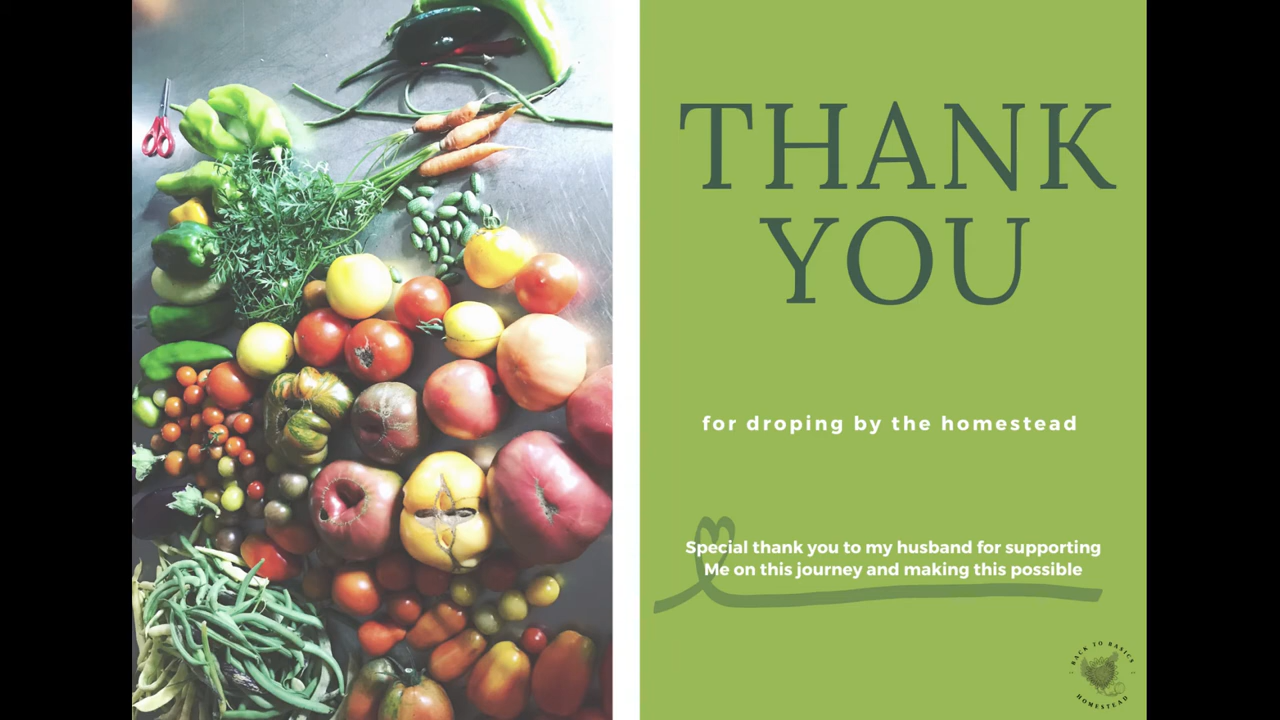 THANK
YOU
for droping by the homestead
Special thank you to my husband for supporting
Me on this journey and making this possible
BACK TO BASICS
HOMESTEAD